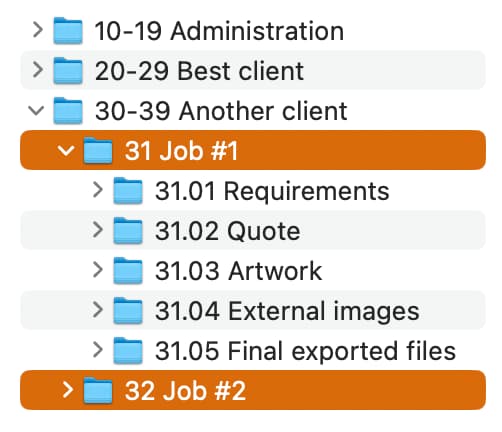 10-19 Administration
20-29 Best client
30-39 Another client
31 Job #1
31.01 Requirements
31.02 Quote
31.03 Artwork
31.04 External images
31.05 Final exported files
32 Job #2